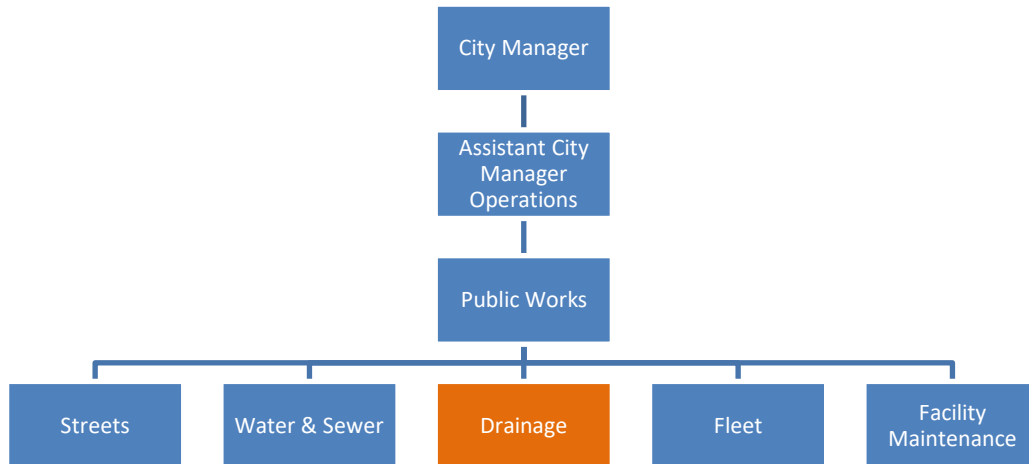 City Manager
Assistant City
Manager
Operations
Public Works
Streets
Water & Sewer
Drainage
Fleet
Facility
Maintenance